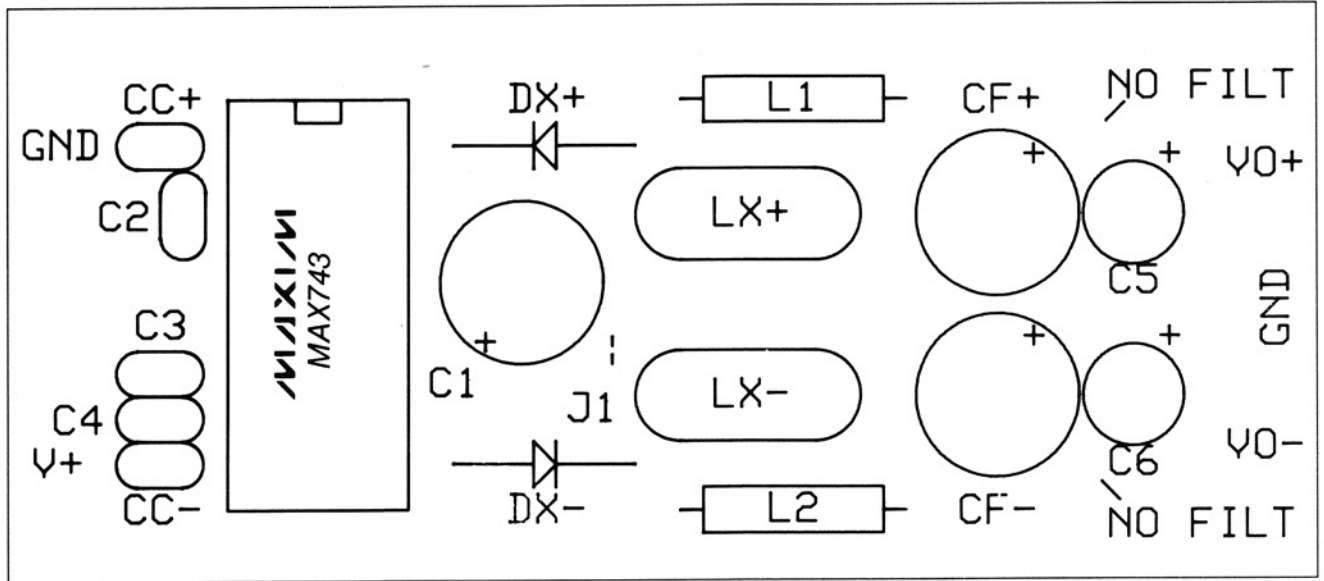 CC+
DX+
L1
CF+
NO FILT
GND
VO+
C2
LX+
MAXIM
MAX743
C5
GND
C3
C1
J1
LX-
C4
V+
VO-
C6
CC-
DX-
L2
CF-
NO FILT